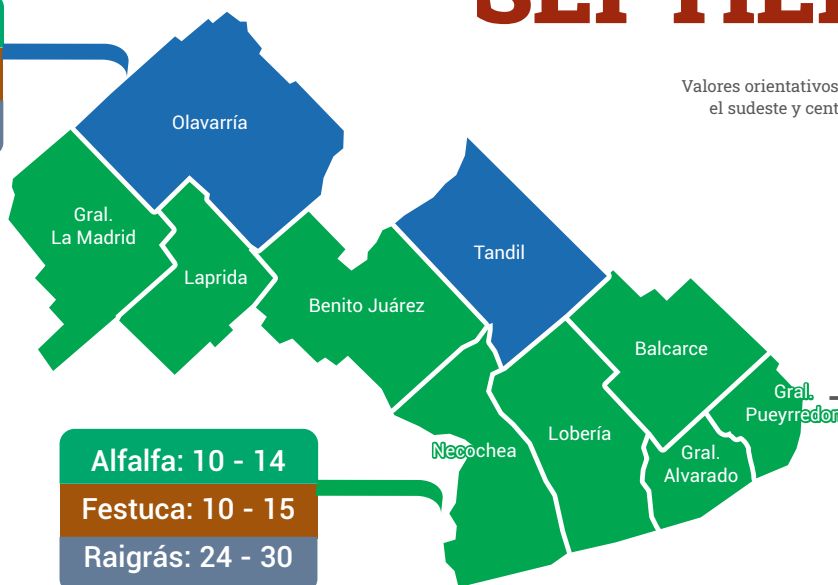 Valores orientativos
el sudeste y cent
Olavarría
Gral.
La Madrid
Laprida
Tandil
Benito Juárez
Balcarce
Gral.
Pueyrredon
Necochea
Lobería
Gral.
Alvarado
Alfalfa: 10 - 14
Festuca: 10 - 15
Raigrás: 24 - 30